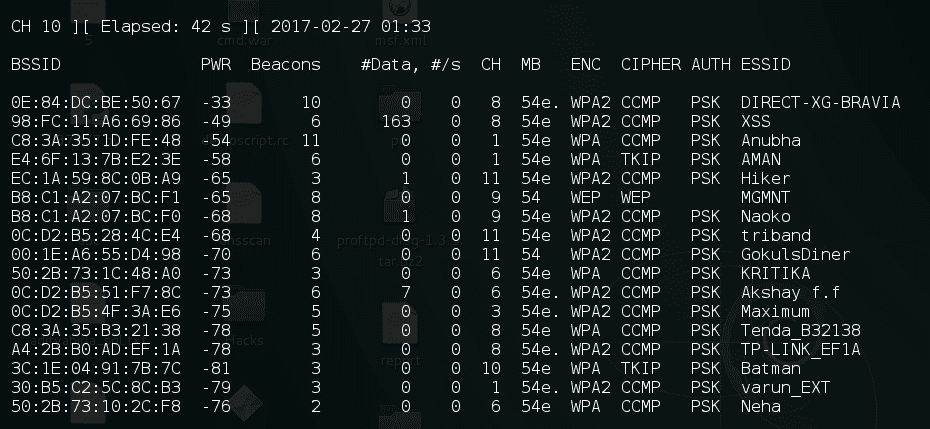 CH 10 ][ Elapsed: 42 s ][ 2017-02-27 01:33
BSSID PWR Beacons #Data, #/s CH MB ENC CIPHER AUTH ESSID
0E:84:DC:BE:50:67 -33 10 0 0 8 54e. WPA2 CCMP PSK DIRECT-XG-BRAVIA
98:FC:11:A6:69:86 -49 6 163 0 8 54e WPA2 CCMP PSK XSS
C8:3A:35:1D:FE:48 -54 11 0 0 1 54e WPA CCMP PSK Anubha
E4:6F:13:7B:E2:3E -58 6 0 0 1 54e WPA TKIP PSK AMAN
EC:1A:59:8C:0B:A9 -65 3 1 0 11 54e WPA2 CCMP PSK Hiker
B8:C1:A2:07:BC:F1 -65 8 0 0 9 54 WEP WEP MGMNT
B8:C1:A2:07:BC:F0 -68 8 1 0 9 54e WPA2 CCMP PSK Naoko
0C:D2:B5:28:4C:E4 -68 4 0 0 11 54e. WPA2 CCMP PSK triband
00:1E:A6:55:D4:98 -70 6 0 0 11 54 WPA2 CCMP PSK GokulsDiner
50:2B:73:1C:48:A0 -73 3 0 0 6 54e WPA CCMP PSK KRITIKA
0C:D2:B5:51:F7:8C -73 6 7 0 6 54e. WPA2 CCMP PSK Akshay f.f
0C:D2:B5:4F:3A:E6 -75 5 0 0 3 54e. WPA2 CCMP PSK Maximum
C8:3A:35:B3:21:38 -78 5 0 0 8 54e WPA CCMP PSK Tenda_B32138
A4:2B:B0:AD:EF:1A -78 3 0 0 8 54e. WPA2 CCMP PSK TP-LINK_EF1A
3C:1E:04:91:7B:7C -81 3 0 0 10 54e WPA TKIP PSK Batman
30:B5:C2:5C:8C:B3 -79 3 0 0 1 54e. WPA2 CCMP PSK varun_EXT
50:2B:73:10:2C:F8 -76 2 0 0 6 54e WPA CCMP PSK Neha
cmd.war
msf.xml
Hacks
report